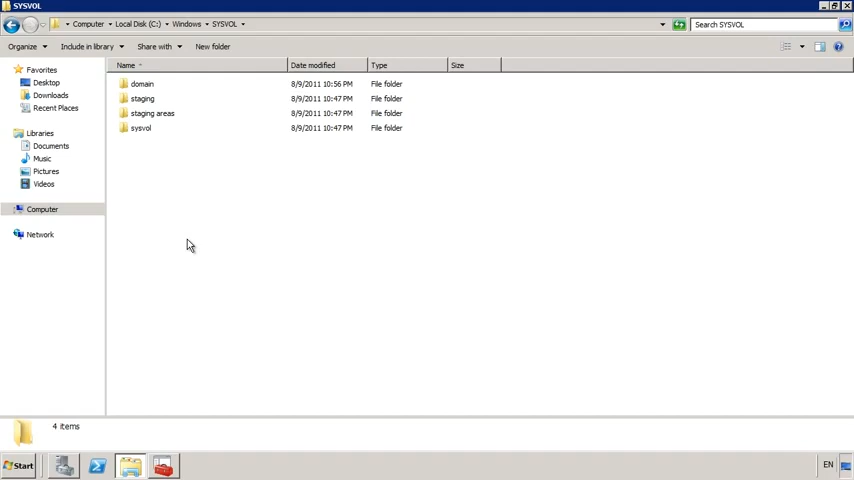 SYSVOL
Computer Local Disk (C:) Windows SYSVOL Search SYSVOL
Organize Include in library Share with New folder
Name Date modified Type Size
Favorites
Desktop
Downloads
Recent Places
Libraries
Documents
Music
Pictures
Videos
Computer
Network
domain 8/9/2011 10:56 PM File folder
staging 8/9/2011 10:47 PM File folder
staging areas 8/9/2011 10:47 PM File folder
sysvol 8/9/2011 10:47 PM File folder
4 items
Start EN